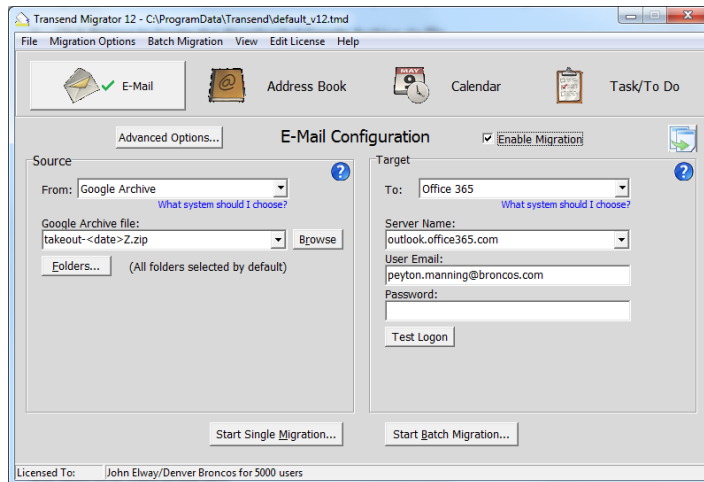 Transend Migrator 12 - C:\ProgramData\Transend\default_v12.tmd
File Migration Options Batch Migration View Edit License Help
E-Mail Address Book MAY Calendar Task/To Do
Advanced Options... E-Mail Configuration Enable Migration
Source
From: Google Archive
What system should I choose?
Google Archive file:
takeout-<date>Z.zip Browse
Folders... (All folders selected by default)
Target
To: Office 365
What system should I choose?
Server Name:
outlook.office365.com
User Email:
peyton.manning@broncos.com
Password:
Test Logon
Start Single Migration... Start Batch Migration...
Licensed To: John Elway/Denver Broncos for 5000 users